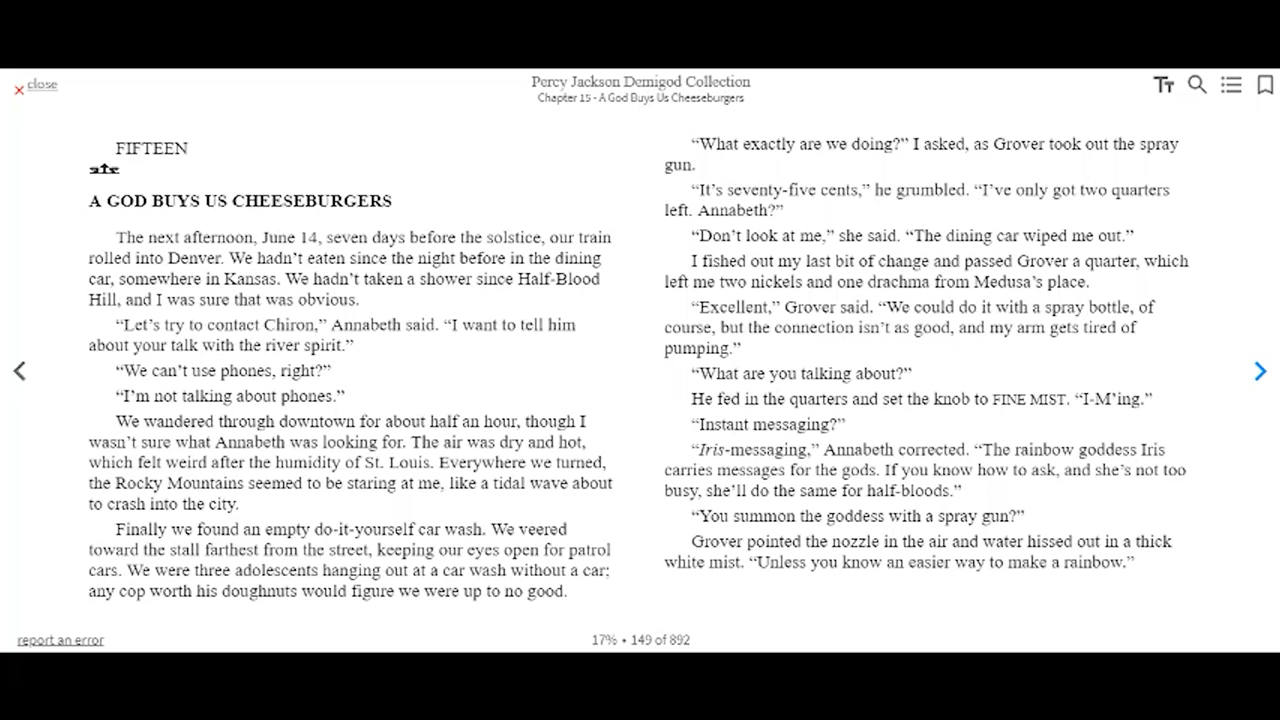 close
Percy Jackson Demigod Collection
Chapter 15 - A God Buys Us Cheeseburgers
Tт
FIFTEEN
A GOD BUYS US CHEESEBURGERS
The next afternoon, June 14, seven days before the solstice, our train
rolled into Denver. We hadn’t eaten since the night before in the dining
car, somewhere in Kansas. We hadn’t taken a shower since Half-Blood
Hill, and I was sure that was obvious.
“Let’s try to contact Chiron,” Annabeth said. “I want to tell him
about your talk with the river spirit.”
“We can’t use phones, right?”
“I’m not talking about phones.”
We wandered through downtown for about half an hour, though I
wasn’t sure what Annabeth was looking for. The air was dry and hot,
which felt weird after the humidity of St. Louis. Everywhere we turned,
the Rocky Mountains seemed to be staring at me, like a tidal wave about
to crash into the city.
Finally we found an empty do-it-yourself car wash. We veered
toward the stall farthest from the street, keeping our eyes open for patrol
cars. We were three adolescents hanging out at a car wash without a car;
any cop worth his doughnuts would figure we were up to no good.
“What exactly are we doing?” I asked, as Grover took out the spray
gun.
“It’s seventy-five cents,” he grumbled. “I’ve only got two quarters
left. Annabeth?”
“Don’t look at me,” she said. “The dining car wiped me out.”
I fished out my last bit of change and passed Grover a quarter, which
left me two nickels and one drachma from Medusa’s place.
“Excellent,” Grover said. “We could do it with a spray bottle, of
course, but the connection isn’t as good, and my arm gets tired of
pumping.”
“What are you talking about?”
He fed in the quarters and set the knob to FINE MIST. “I-M’ing.”
“Instant messaging?”
“Iris-messaging,” Annabeth corrected. “The rainbow goddess Iris
carries messages for the gods. If you know how to ask, and she’s not too
busy, she’ll do the same for half-bloods.”
“You summon the goddess with a spray gun?”
Grover pointed the nozzle in the air and water hissed out in a thick
white mist. “Unless you know an easier way to make a rainbow.”
report an error
17% • 149 of 892